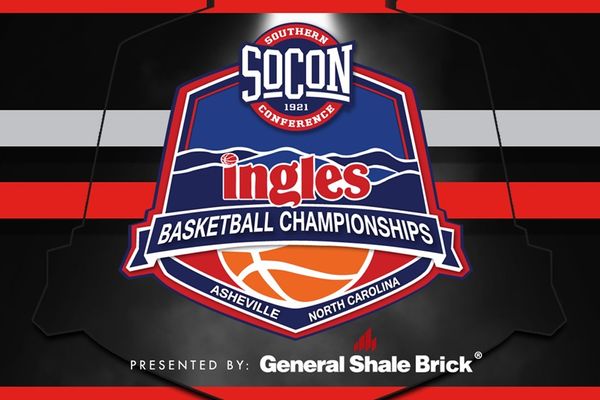 SOUTHERN
SOCON
1921
CONFERENCE
ingles
BASKETBALL CHAMPIONSHIPS
ASHEVILLE NORTH CAROLINA
PRESENTED BY: General Shale Brick®